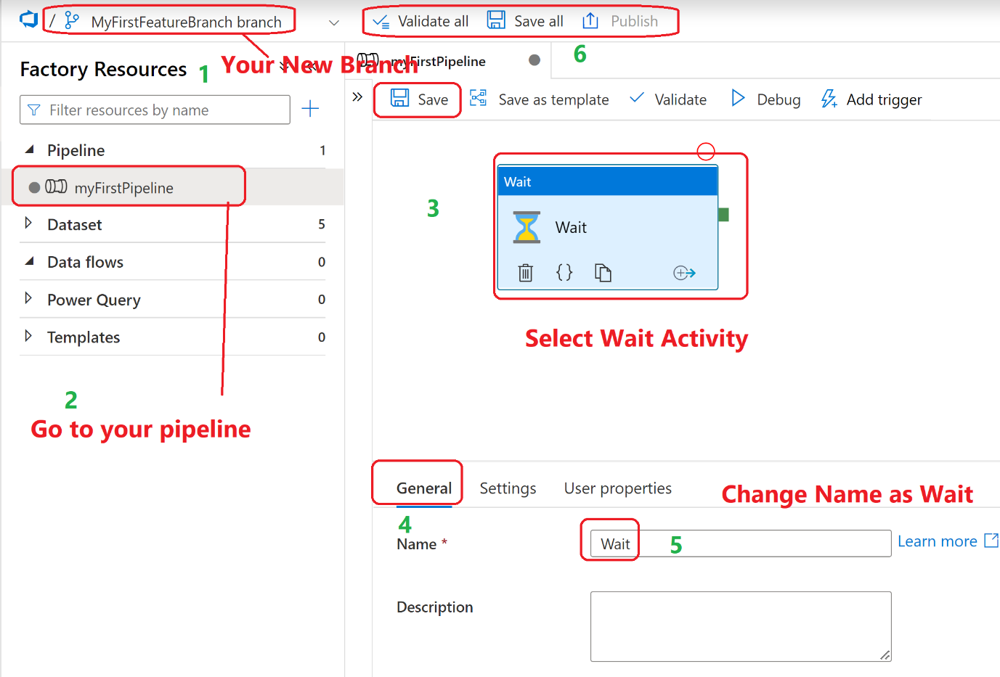 / MyFirstFeatureBranch branch
Validate all
Save all
Publish
Factory Resources
1
Your New Branch
myFirstPipeline
6
Filter resources by name
Save
Save as template
Validate
Debug
Add trigger
Pipeline 1
myFirstPipeline
Dataset 5
Data flows 0
Power Query 0
Templates 0
2
Go to your pipeline
3
Wait
Wait
{}
Select Wait Activity
General
Settings
User properties
Change Name as Wait
4
Name *
Wait
5
Learn more
Description